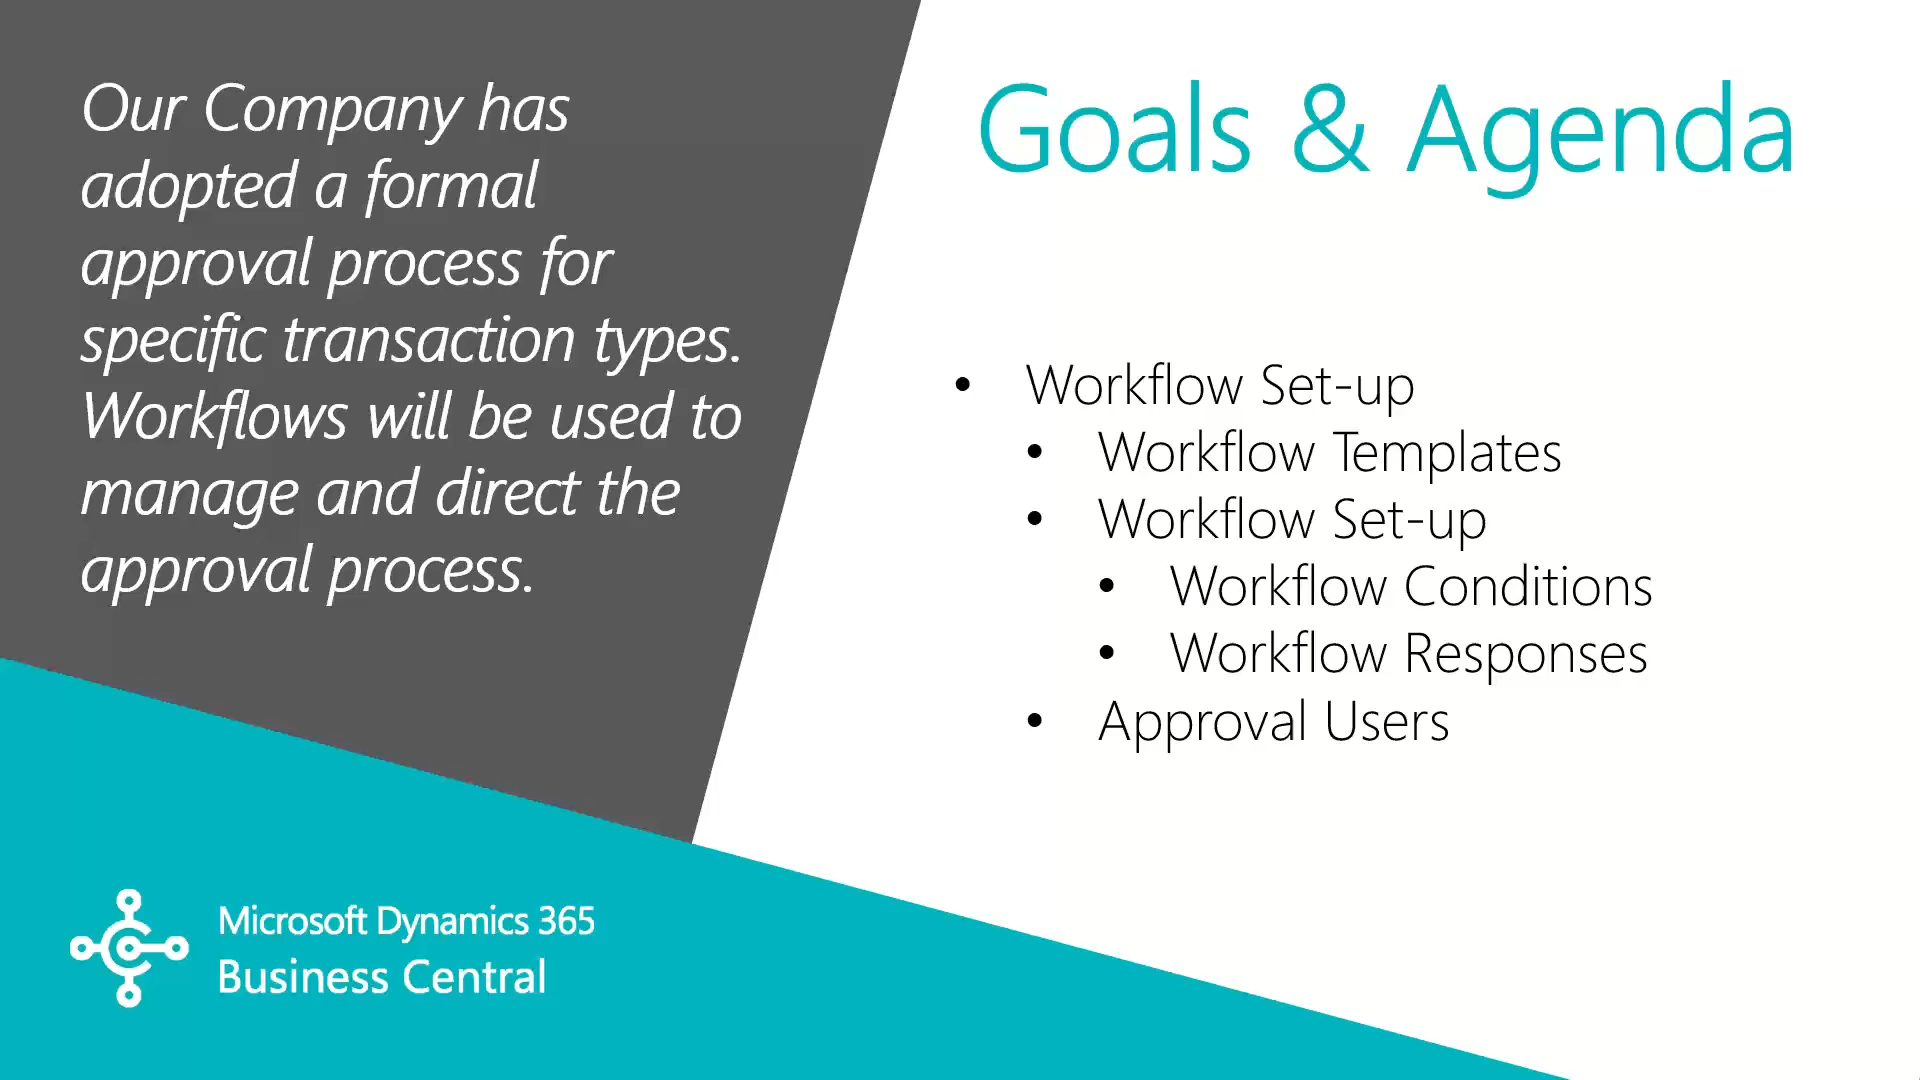 Our Company has
adopted a formal
approval process for
specific transaction types.
Workflows will be used to
manage and direct the
approval process.
Microsoft Dynamics 365
Business Central
Goals & Agenda
• Workflow Set-up
• Workflow Templates
• Workflow Set-up
• Workflow Conditions
• Workflow Responses
• Approval Users